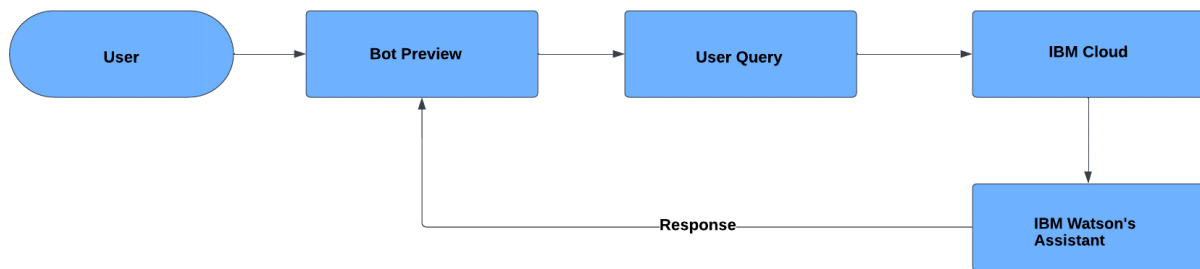 User
Bot Preview
User Query
IBM Cloud
Response
IBM Watson's
Assistant